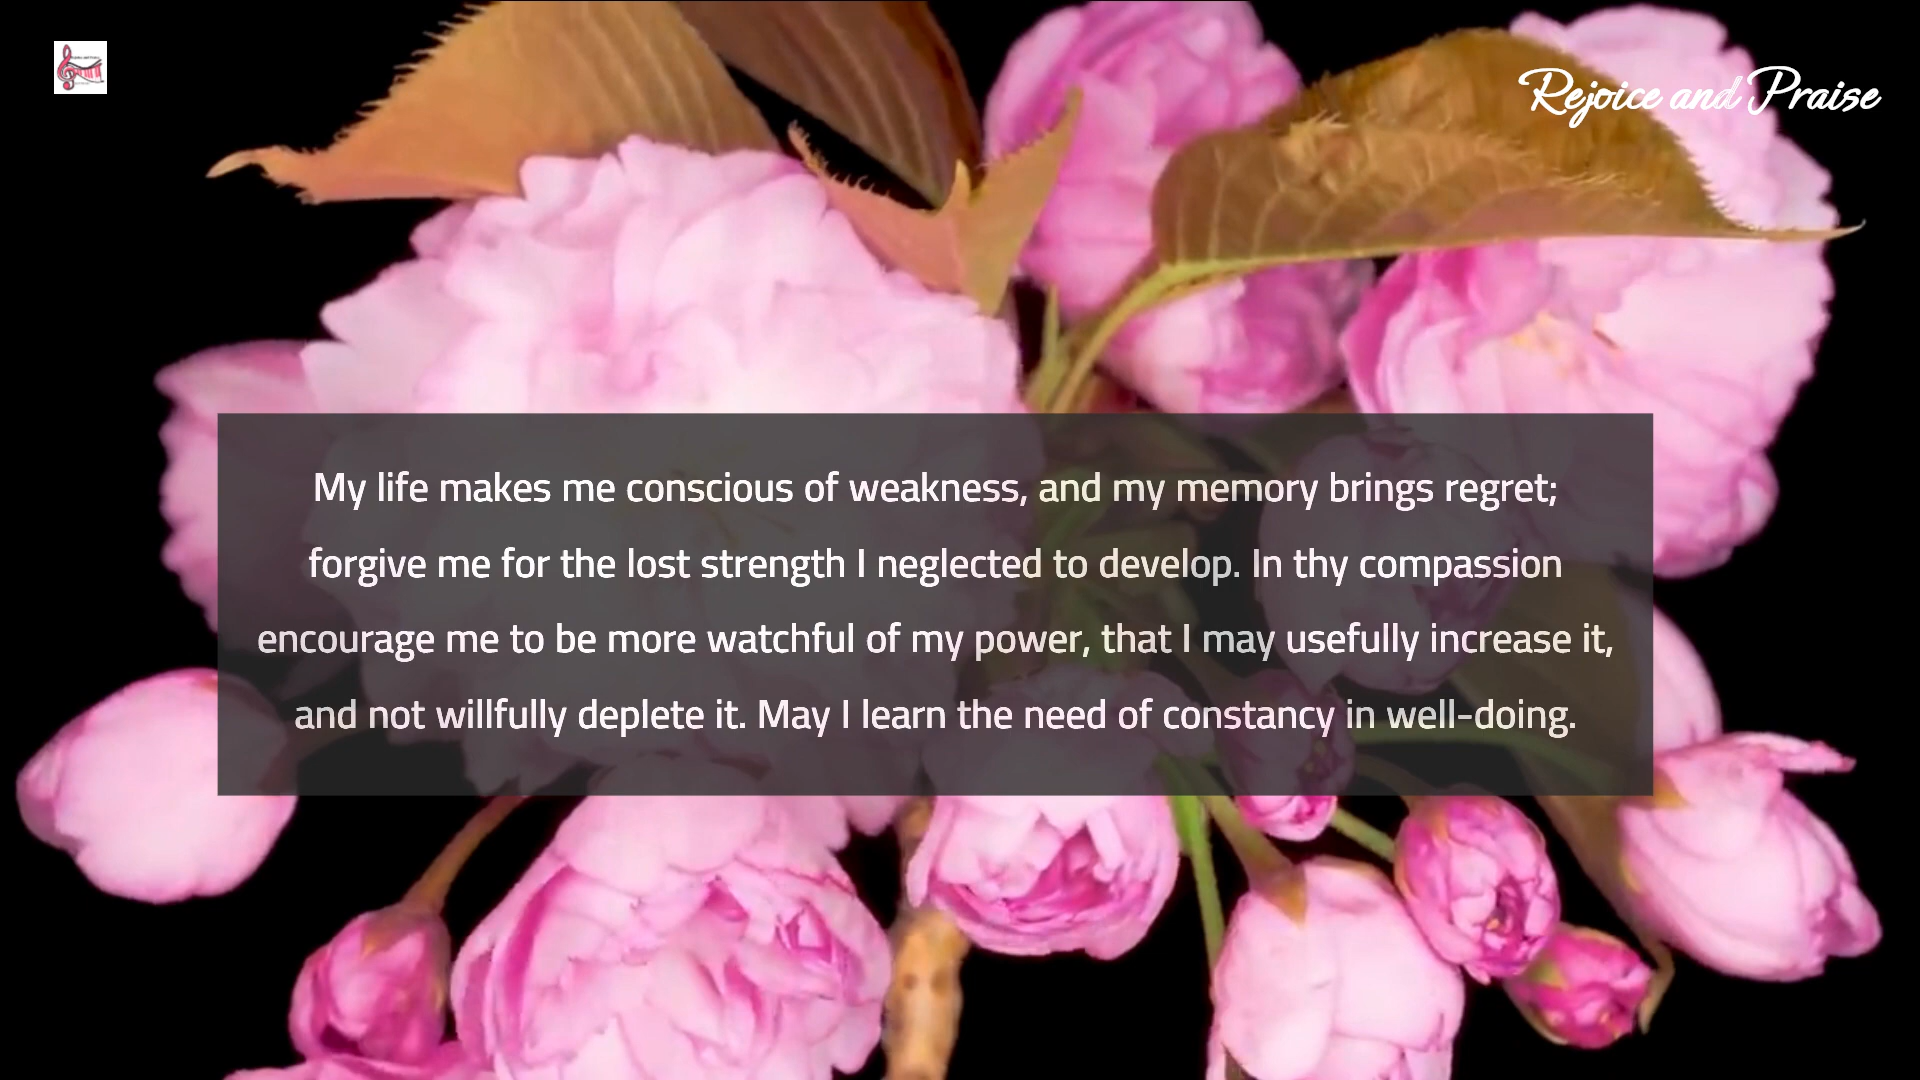 Rejoice and Praise
My life makes me conscious of weakness, and my memory brings regret;
forgive me for the lost strength I neglected to develop. In thy compassion
encourage me to be more watchful of my power, that I may usefully increase it,
and not willfully deplete it. May I learn the need of constancy in well-doing.